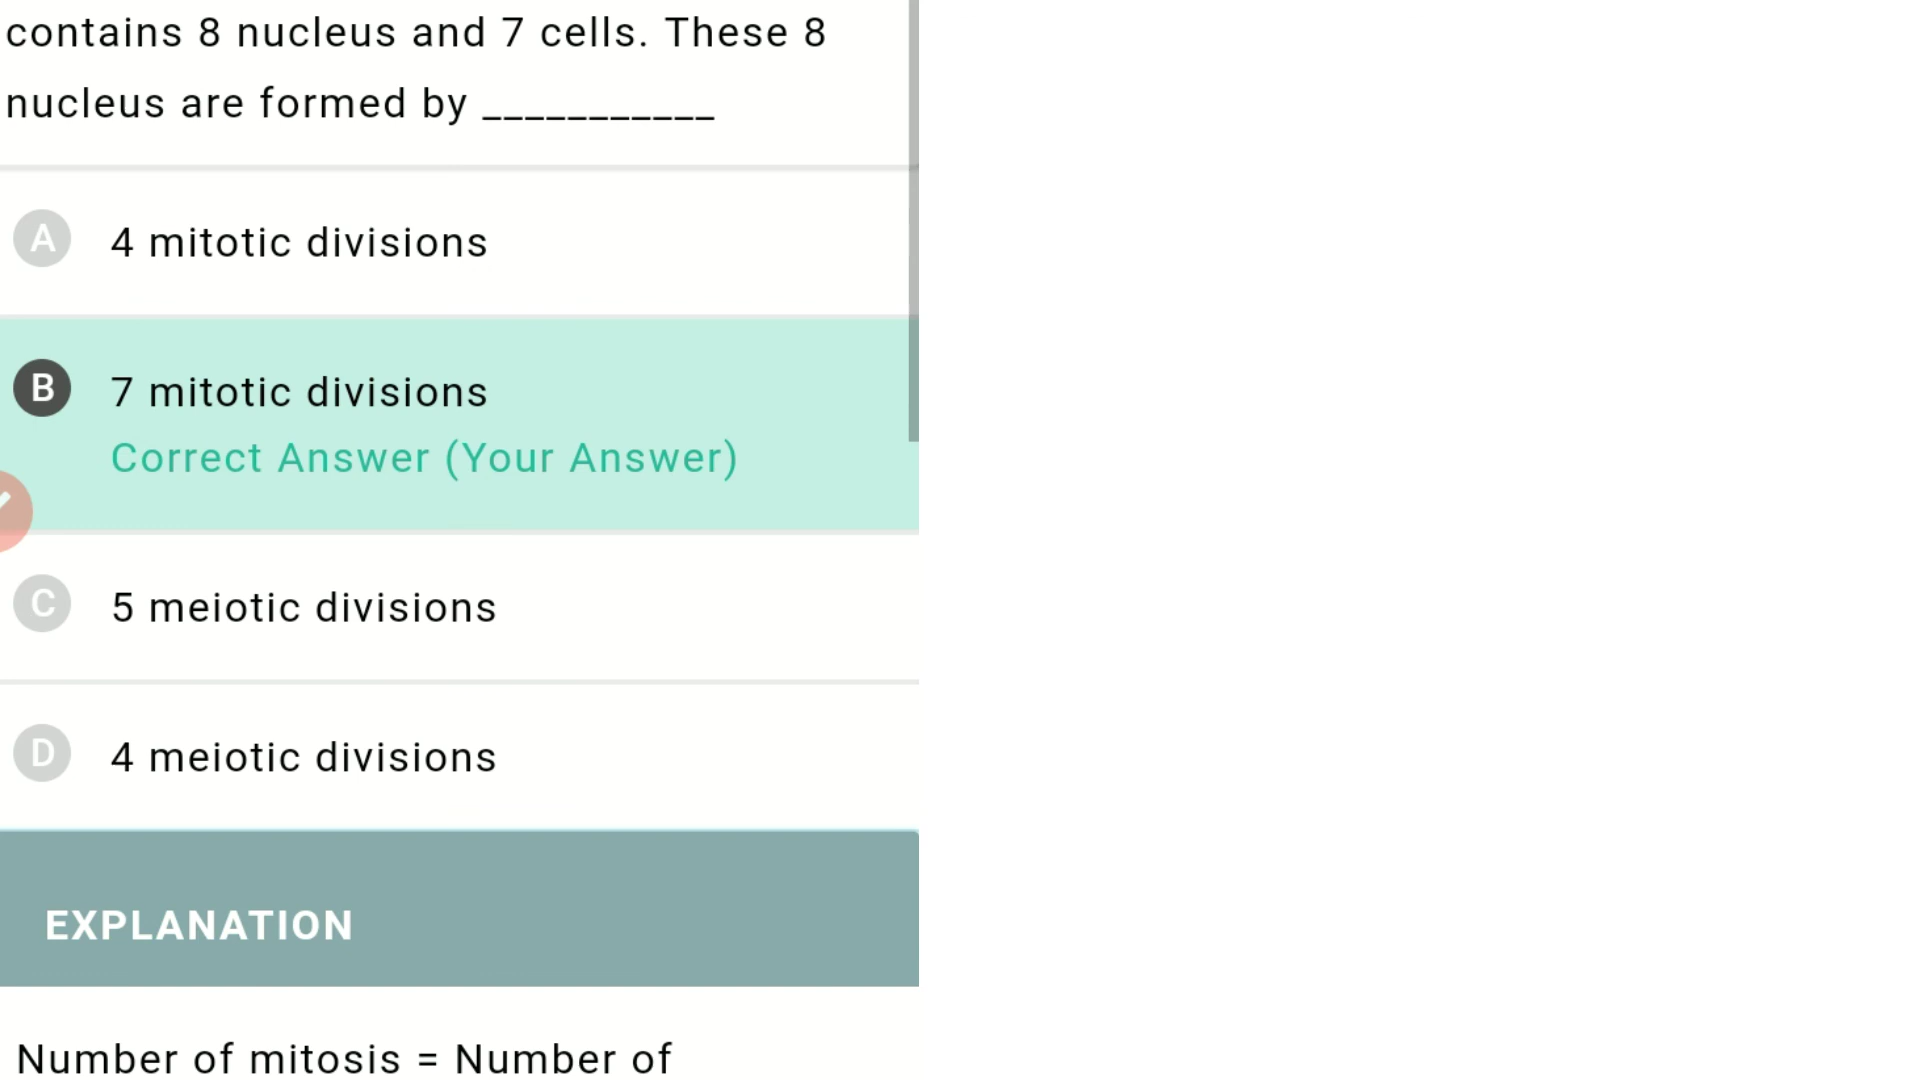 contains 8 nucleus and 7 cells. These 8
nucleus are formed by ___________
A 4 mitotic divisions
B 7 mitotic divisions
Correct Answer (Your Answer)
C 5 meiotic divisions
D 4 meiotic divisions
EXPLANATION
Number of mitosis = Number of